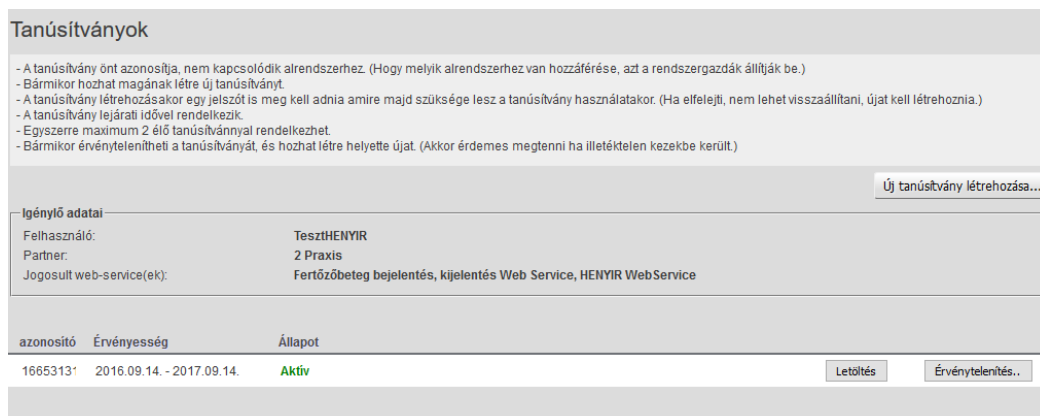 Tanúsítványok
- A tanúsítvány önt azonosítja, nem kapcsolódik alrendszerhez. (Hogy melyik alrendszerhez van hozzáférése, azt a rendszergazdák állítják be.)
- Bármikor hozhat magának létre új tanúsítványt.
- A tanúsítvány létrehozásakor egy jelszót is meg kell adnia amire majd szüksége lesz a tanúsítvány használatakor. (Ha elfelejti, nem lehet visszaállítani, újat kell létrehoznia.)
- A tanúsítvány lejárati idővel rendelkezik.
- Egyszerre maximum 2 élő tanúsítvánnyal rendelkezhet.
- Bármikor érvénytelenítheti a tanúsítványát, és hozhat létre helyette újat. (Akkor érdemes megtenni ha illetéktelen kezekbe került.)
Új tanúsítvány létrehozása...
Igénylő adatai
Felhasználó: TesztHENYIR
Partner: 2 Praxis
Jogosult web-service(ek): Fertőzőbeteg bejelentés, kijelentés Web Service, HENYIR WebService
azonosító Érvényesség Állapot
16653131 2016.09.14. - 2017.09.14. Aktív Letöltés Érvénytelenítés..